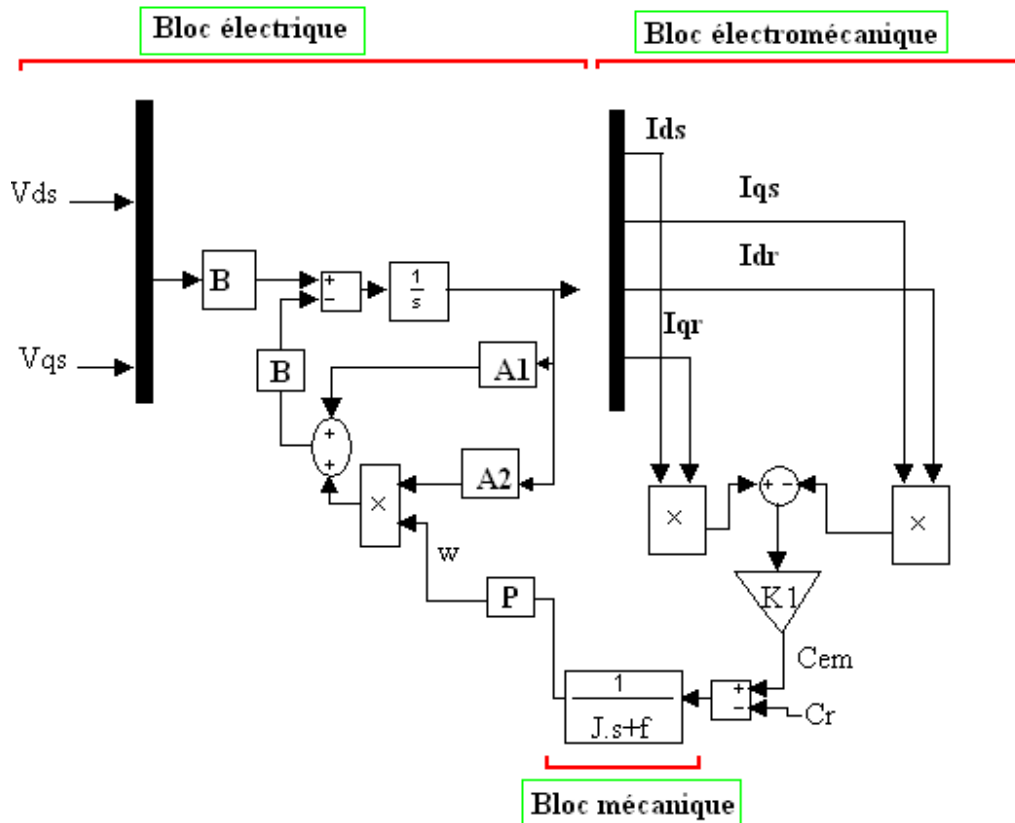 Bloc électrique
Bloc électromécanique
Vds
Vqs
B
+
−
1
s
B
A1
+
+
A2
×
w
P
Ids
Iqs
Idr
Iqr
×
+ −
×
K1
Cem
+
−
Cr
1
J.s+f
Bloc mécanique